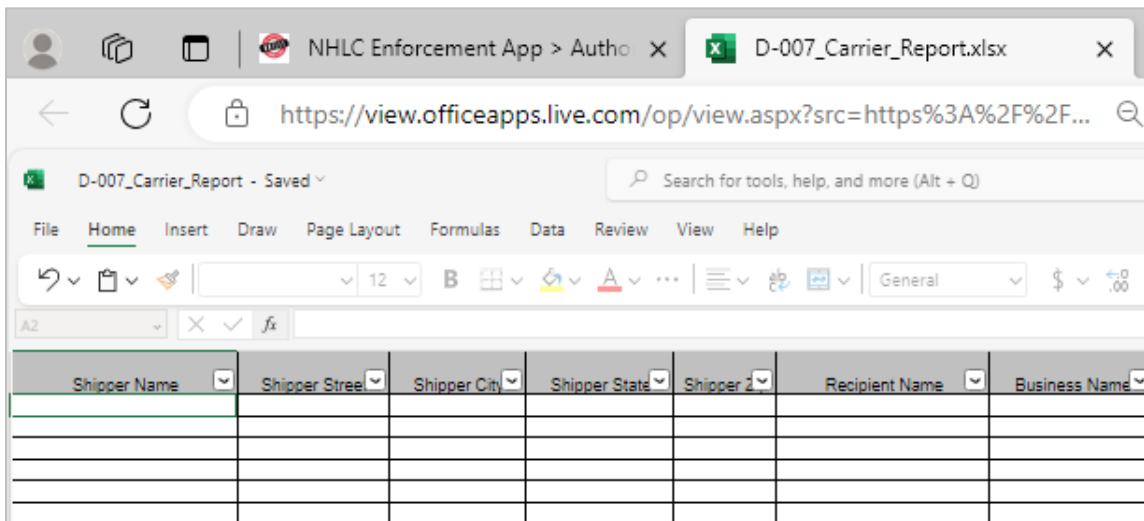 NHLC Enforcement App > Autho
D-007_Carrier_Report.xlsx
https://view.officeapps.live.com/op/view.aspx?src=https%3A%2F%2F...
D-007_Carrier_Report - Saved
Search for tools, help, and more (Alt + Q)
File Home Insert Draw Page Layout Formulas Data Review View Help
12 B A ... General $ .00
A2 fx
Shipper Name Shipper Stree Shipper City Shipper State Shipper Z Recipient Name Business Name